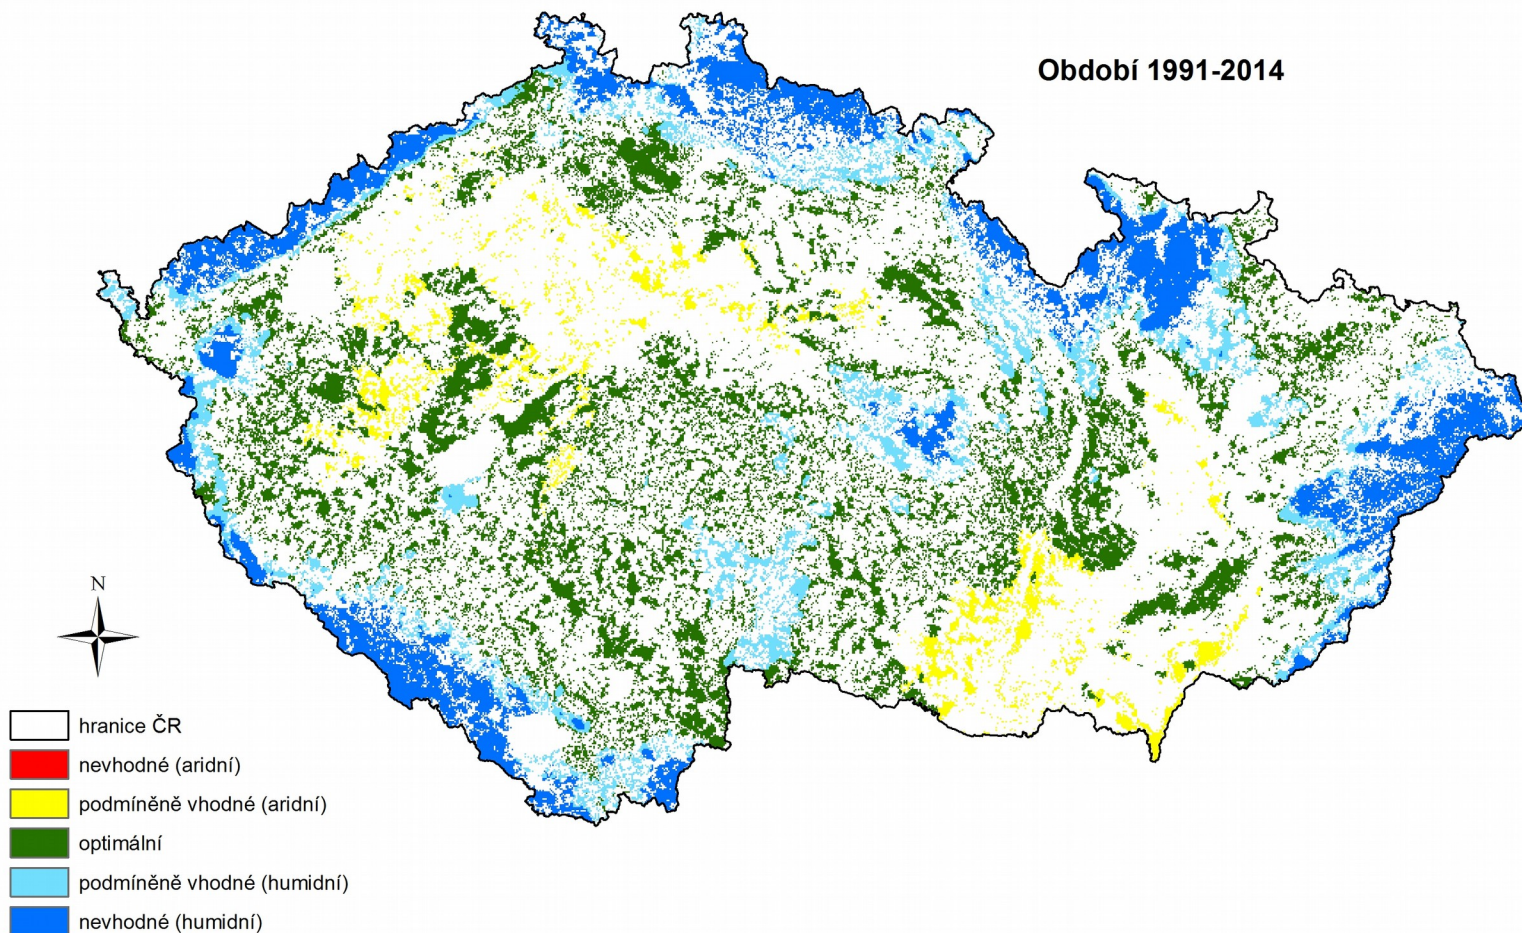 Období 1991-2014
N
hranice ČR
nevhodné (aridní)
podmíněně vhodné (aridní)
optimální
podmíněně vhodné (humidní)
nevhodné (humidní)